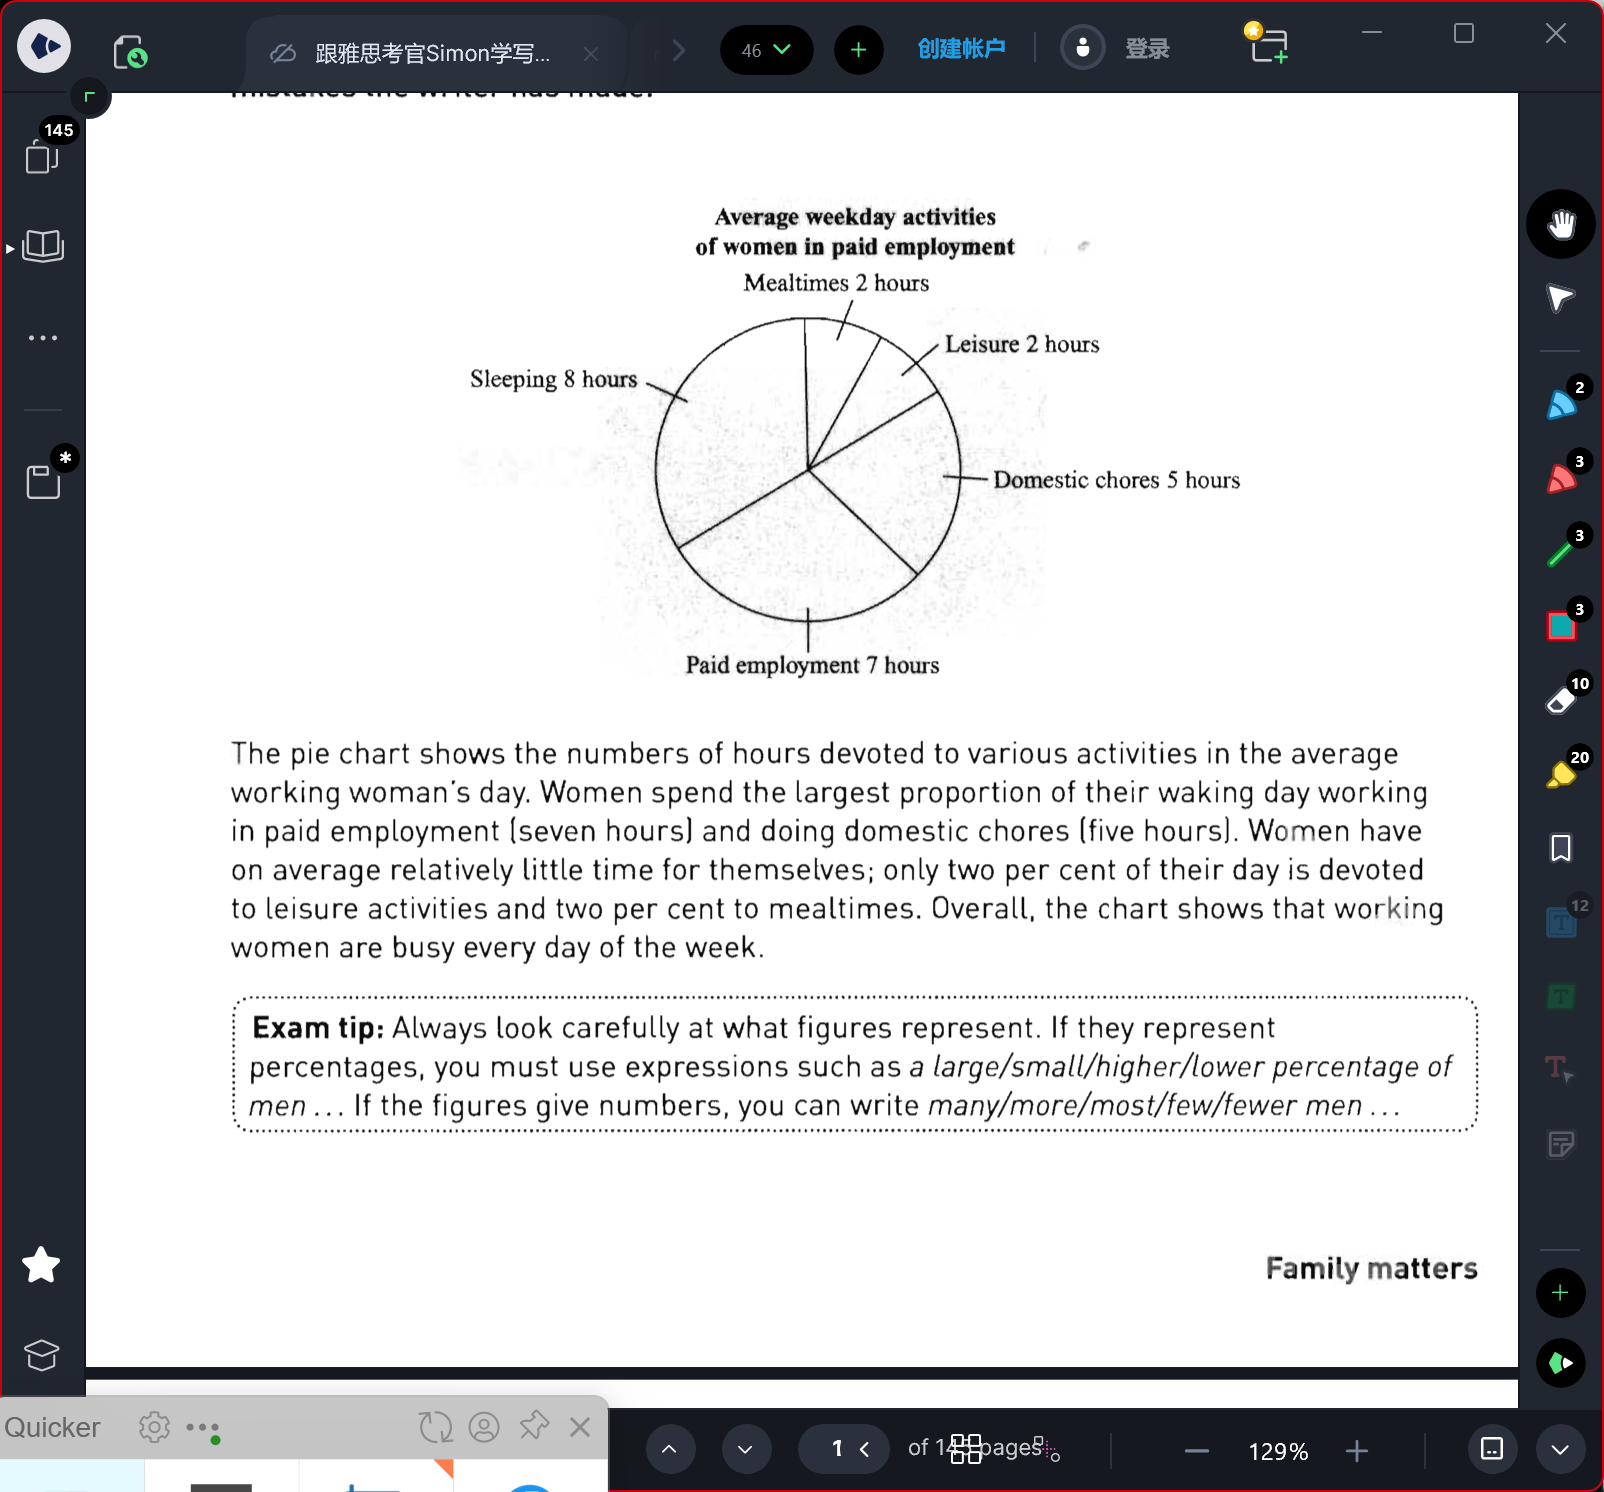 跟雅思考官Simon学写...
46
创建帐户
登录
145
mistakes the writer has made.
Average weekday activities
of women in paid employment
Mealtimes 2 hours
Leisure 2 hours
Sleeping 8 hours
Domestic chores 5 hours
Paid employment 7 hours
The pie chart shows the numbers of hours devoted to various activities in the average
working woman's day. Women spend the largest proportion of their waking day working
in paid employment (seven hours) and doing domestic chores (five hours). Women have
on average relatively little time for themselves; only two per cent of their day is devoted
to leisure activities and two per cent to mealtimes. Overall, the chart shows that working
women are busy every day of the week.
Exam tip: Always look carefully at what figures represent. If they represent
percentages, you must use expressions such as a large/small/higher/lower percentage of
men ... If the figures give numbers, you can write many/more/most/few/fewer men ...
Family matters
2
3
3
3
10
20
12
Quicker
1
of 145 pages
129%